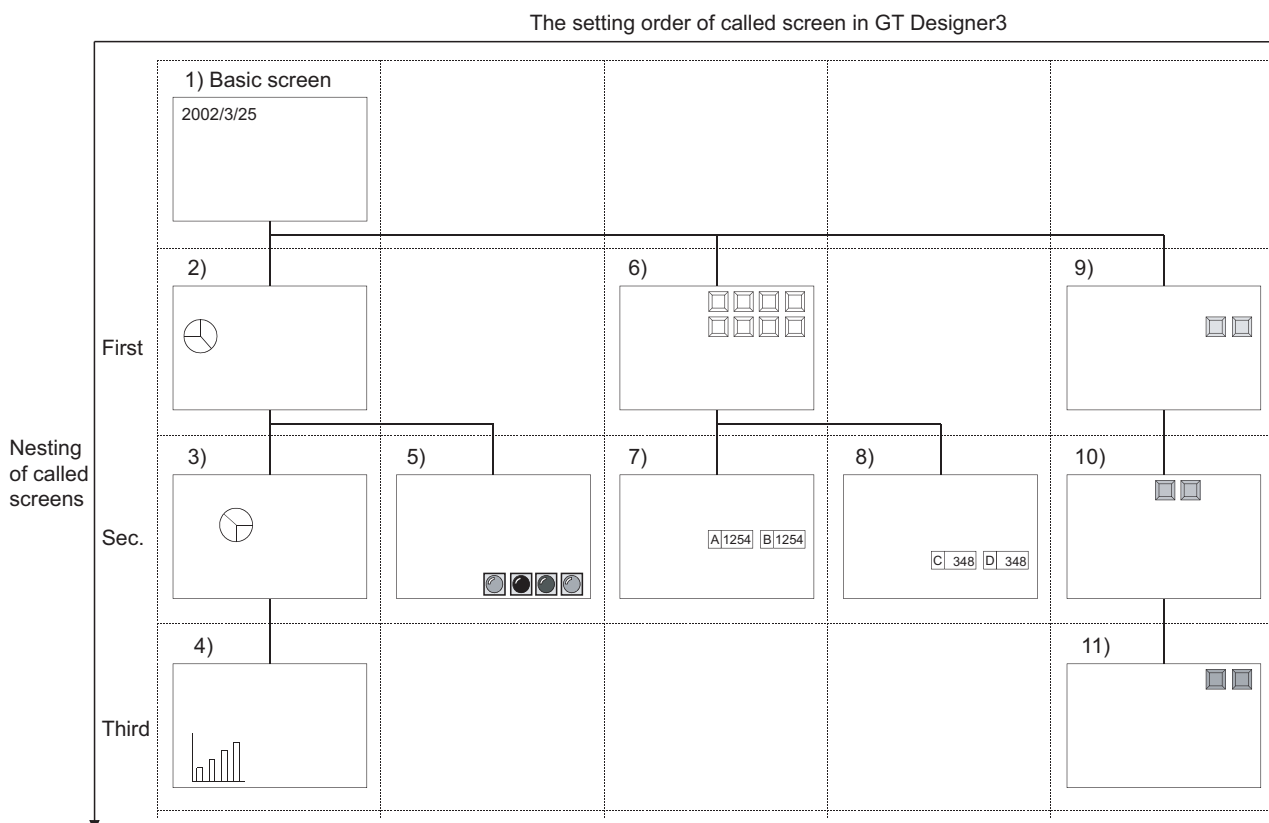 The setting order of called screen in GT Designer3
1) Basic screen
2002/3/25
2)
6)
9)
First
Nesting
of called
screens
3)
5)
7)
8)
10)
Sec.
A 1254 B 1254
C 348 D 348
4)
11)
Third